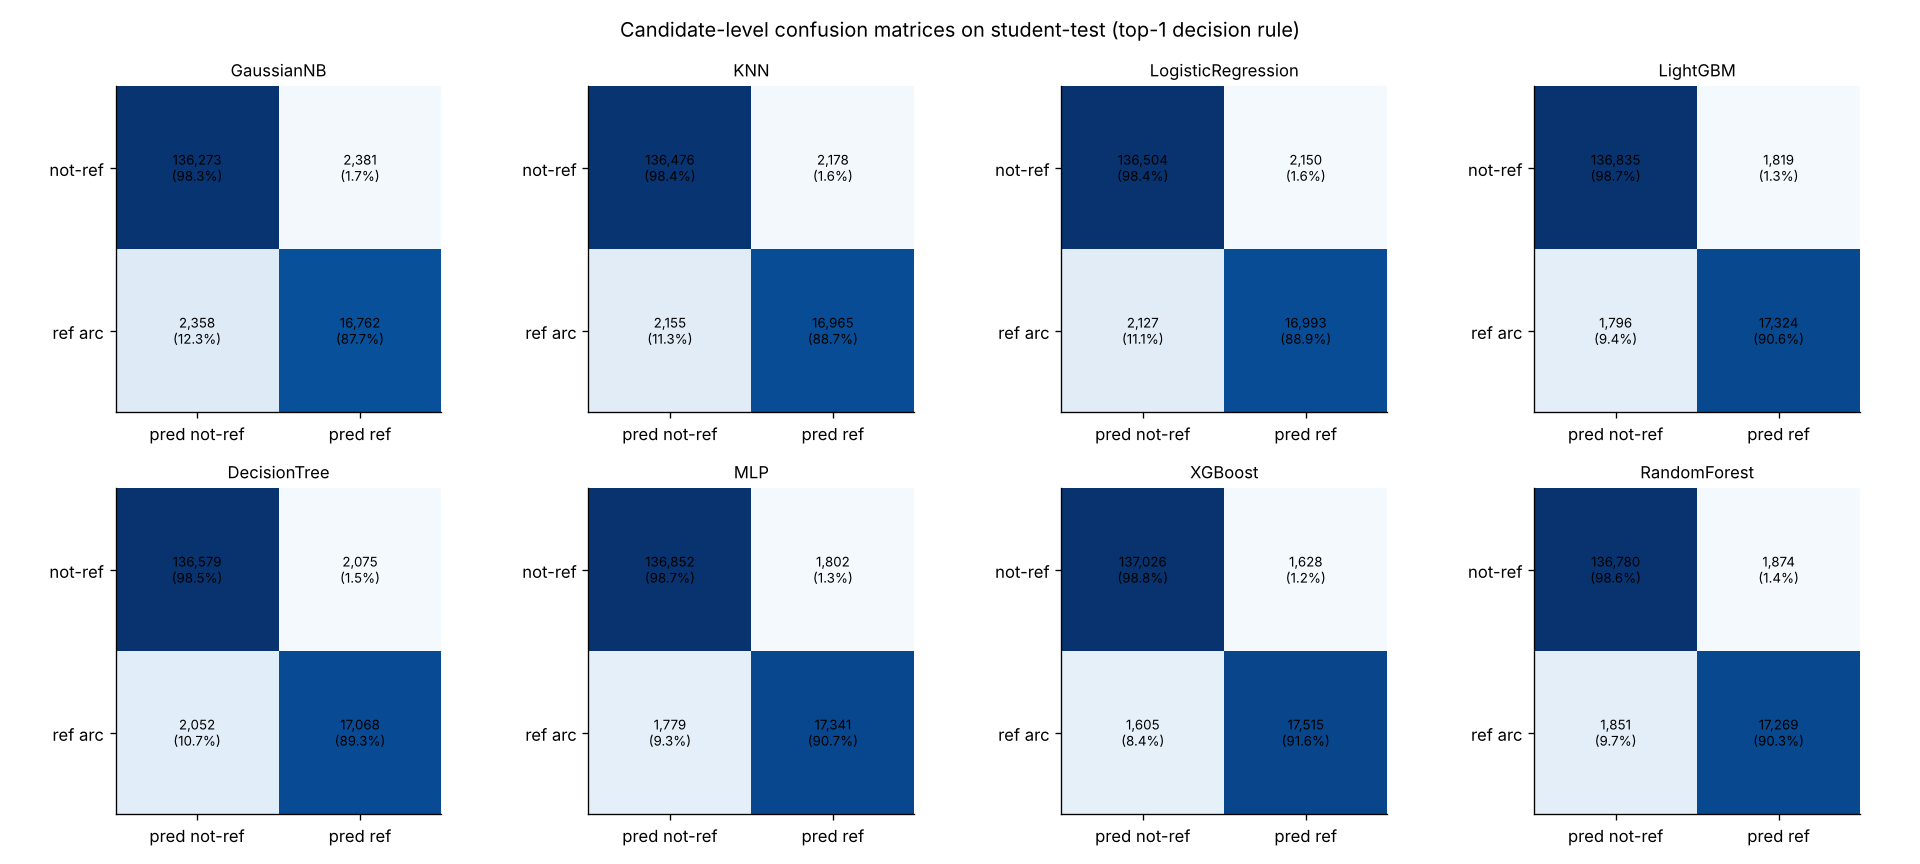 Candidate-level confusion matrices on student-test (top-1 decision rule)
GaussianNB
not-ref
136,273
(98.3%)
2,381
(1.7%)
ref arc
2,358
(12.3%)
16,762
(87.7%)
pred not-ref
pred ref
KNN
not-ref
136,476
(98.4%)
2,178
(1.6%)
ref arc
2,155
(11.3%)
16,965
(88.7%)
pred not-ref
pred ref
LogisticRegression
not-ref
136,504
(98.4%)
2,150
(1.6%)
ref arc
2,127
(11.1%)
16,993
(88.9%)
pred not-ref
pred ref
LightGBM
not-ref
136,835
(98.7%)
1,819
(1.3%)
ref arc
1,796
(9.4%)
17,324
(90.6%)
pred not-ref
pred ref
DecisionTree
not-ref
136,579
(98.5%)
2,075
(1.5%)
ref arc
2,052
(10.7%)
17,068
(89.3%)
pred not-ref
pred ref
MLP
not-ref
136,852
(98.7%)
1,802
(1.3%)
ref arc
1,779
(9.3%)
17,341
(90.7%)
pred not-ref
pred ref
XGBoost
not-ref
137,026
(98.8%)
1,628
(1.2%)
ref arc
1,605
(8.4%)
17,515
(91.6%)
pred not-ref
pred ref
RandomForest
not-ref
136,780
(98.6%)
1,874
(1.4%)
ref arc
1,851
(9.7%)
17,269
(90.3%)
pred not-ref
pred ref